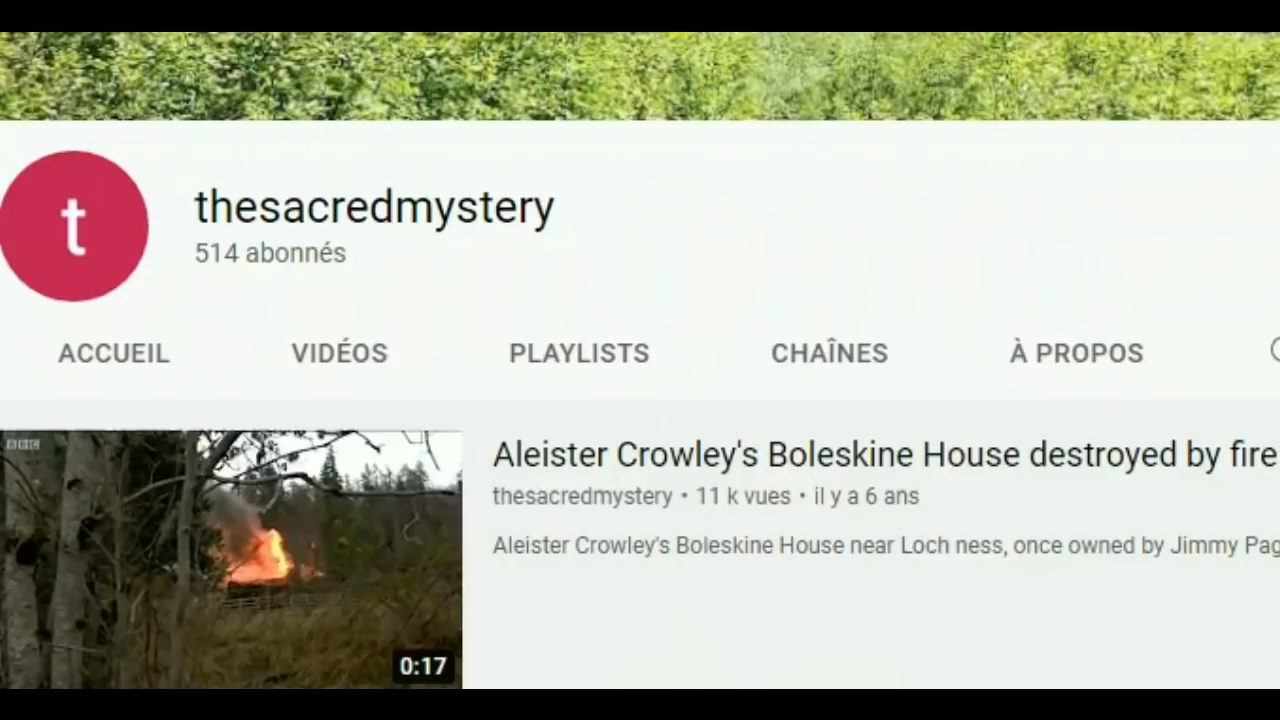 t
thesacredmystery
514 abonnés
ACCUEIL VIDÉOS PLAYLISTS CHAÎNES À PROPOS
BBC
Aleister Crowley's Boleskine House destroyed by fire
thesacredmystery • 11 k vues • il y a 6 ans
Aleister Crowley's Boleskine House near Loch ness, once owned by Jimmy Pag
0:17